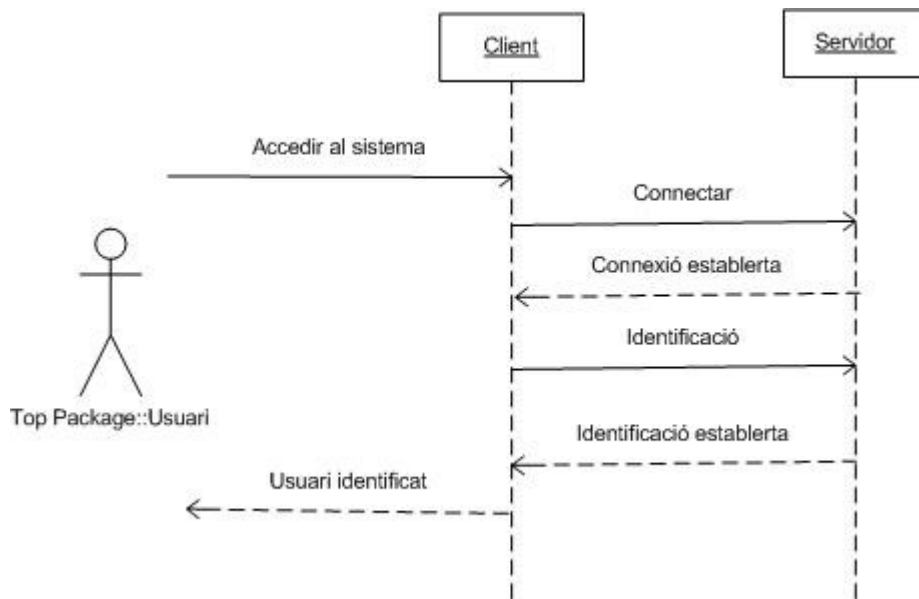 Client
Servidor
Accedir al sistema
Connectar
Connexió establerta
Identificació
Top Package::Usuari
Identificació establerta
Usuari identificat